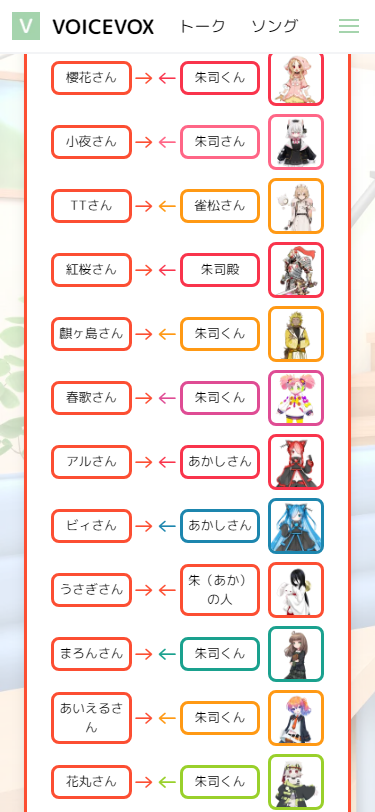 V VOICEVOX トーク ソング
櫻花さん 朱司くん
小夜さん 朱司さん
TTさん 雀松さん
紅桜さん 朱司殿
麒ヶ島さん 朱司くん
春歌さん 朱司くん
アルさん あかしさん
ビィさん あかしさん
うさぎさん 朱（あか）
の人
まろんさん 朱司くん
あいえるさ
ん 朱司くん
花丸さん 朱司くん